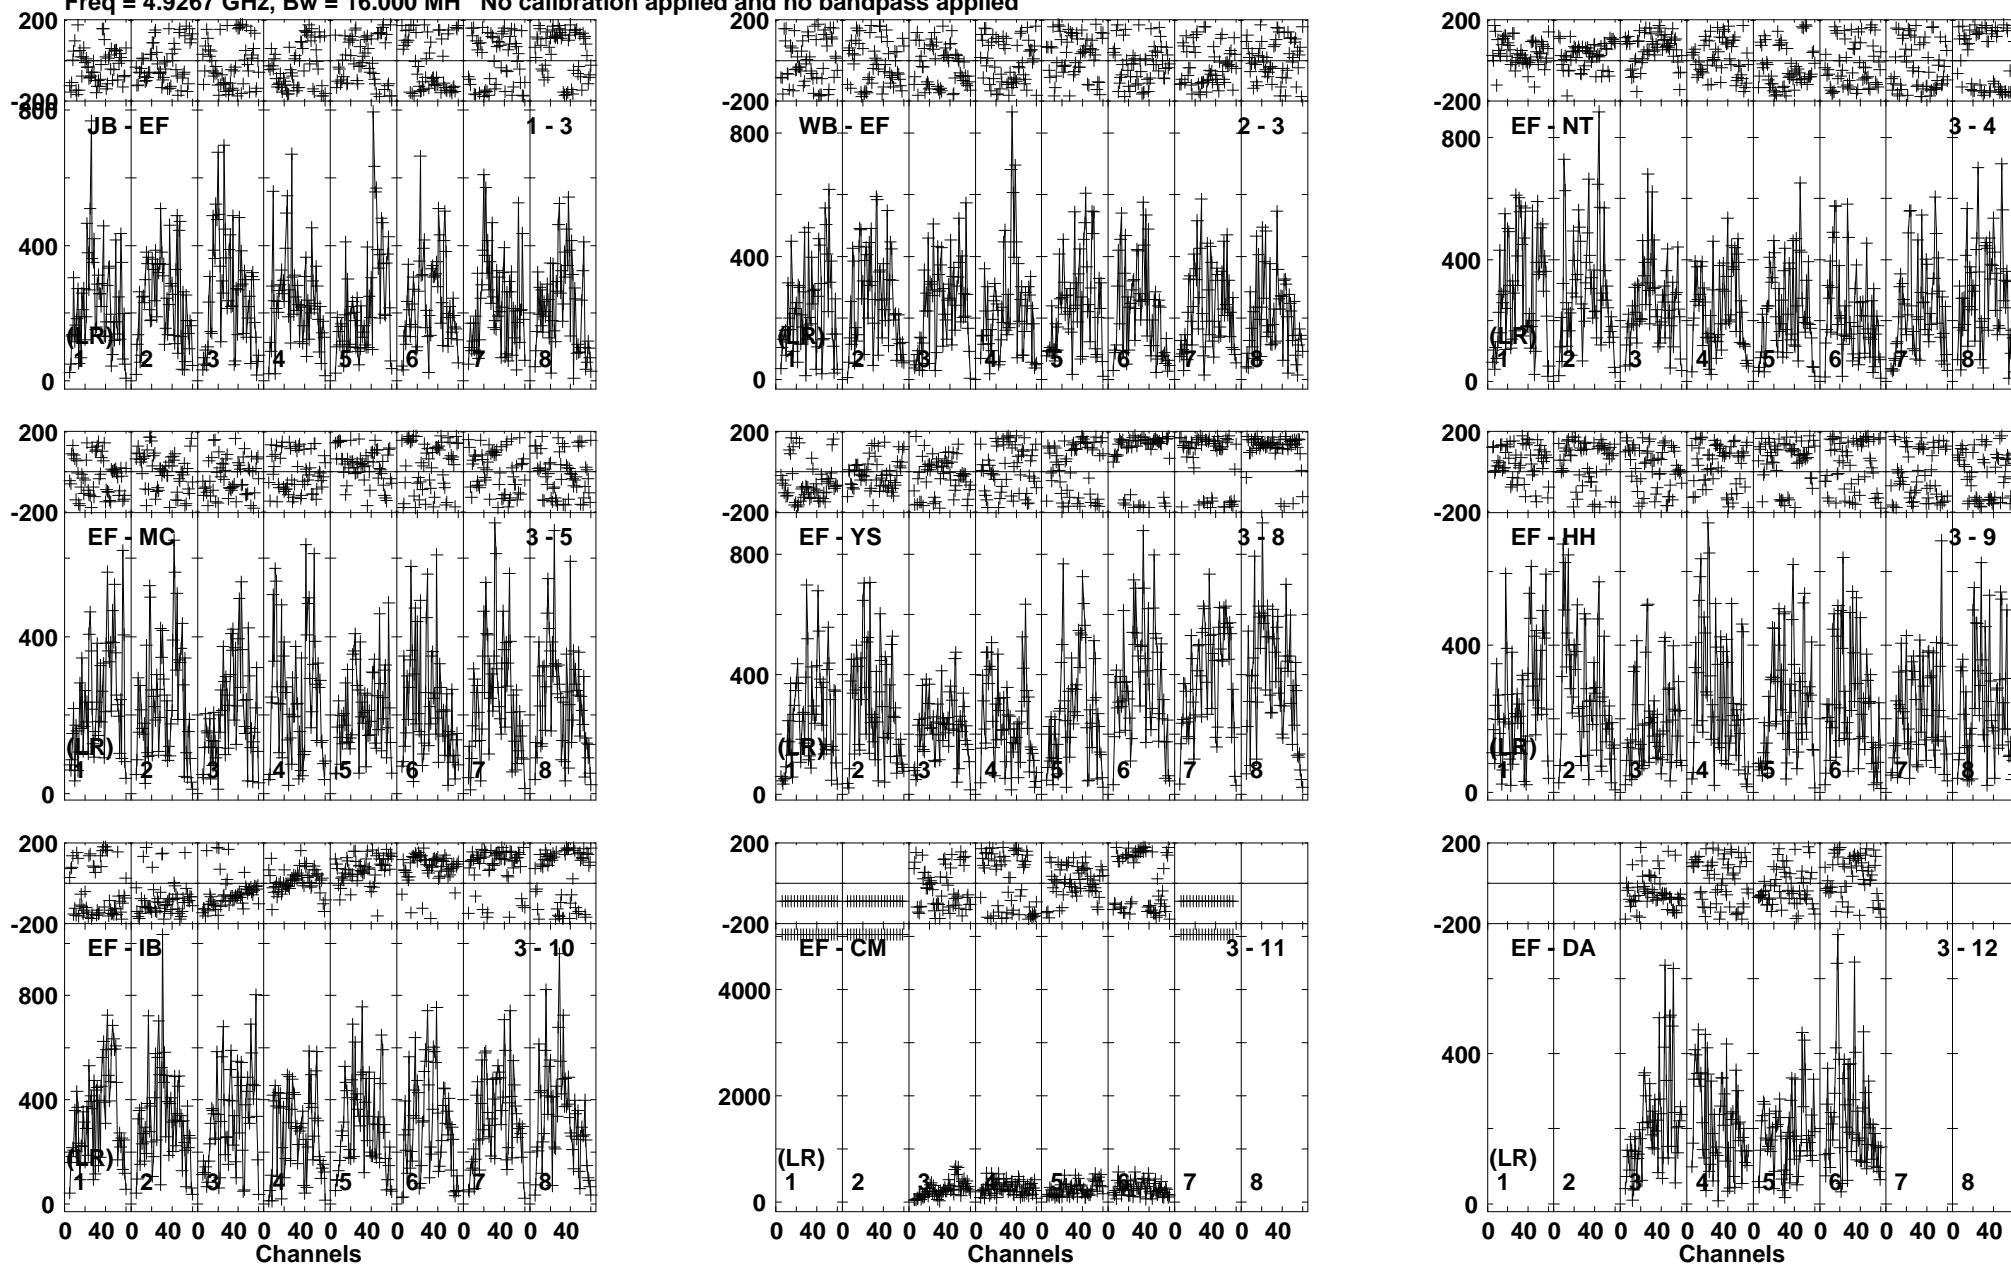 Freq = 4.9267 GHz, Bw = 16.000 MH No calibration applied and no bandpass applied
200
-200
800
400
0
JB - EF 1 - 3
(LR)
1 2 3 4 5 6 7 8
200
-200
800
400
0
WB - EF 2 - 3
(LR)
1 2 3 4 5 6 7 8
200
-200
800
400
0
EF - NT 3 - 4
(LR)
1 2 3 4 5 6 7 8
200
-200
400
0
EF - MC 3 - 5
(LR)
1 2 3 4 5 6 7 8
200
-200
800
400
0
EF - YS 3 - 8
(LR)
1 2 3 4 5 6 7 8
200
-200
400
0
EF - HH 3 - 9
(LR)
1 2 3 4 5 6 7 8
200
-200
800
400
0
EF - IB 3 - 10
(LR)
1 2 3 4 5 6 7 8
0 40 0 40 0 40 0 40 0 40 0 40 0 40 0 40
Channels
200
-200
4000
2000
0
EF - CM 3 - 11
(LR)
1 2 3 4 5 6 7 8
0 40 0 40 0 40 0 40 0 40 0 40 0 40 0 40
Channels
200
-200
400
0
EF - DA 3 - 12
(LR)
1 2 3 4 5 6 7 8
0 40 0 40 0 40 0 40 0 40 0 40 0 40 0 40
Channels